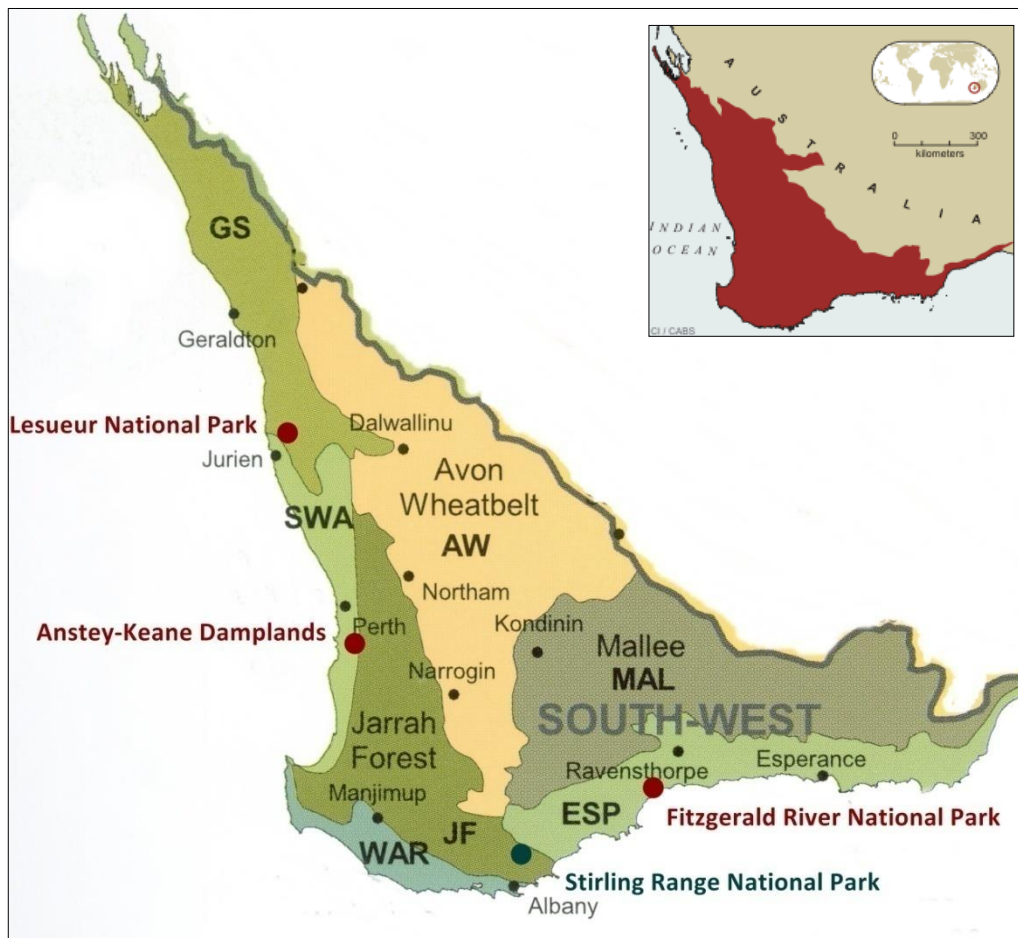 AUSTRALIA
0 300
kilometers
INDIAN
OCEAN
CI / CABS
GS
Geraldton
Lesueur National Park
Dalwallinu
Jurien
Avon
Wheatbelt
SWA
AW
Northam
Anstey-Keane Damplands
Perth
Kondinin
Mallee
MAL
Narrogin
SOUTH-WEST
Jarrah
Forest
Ravensthorpe
Esperance
Manjimup
ESP
Fitzgerald River National Park
JF
WAR
Stirling Range National Park
Albany